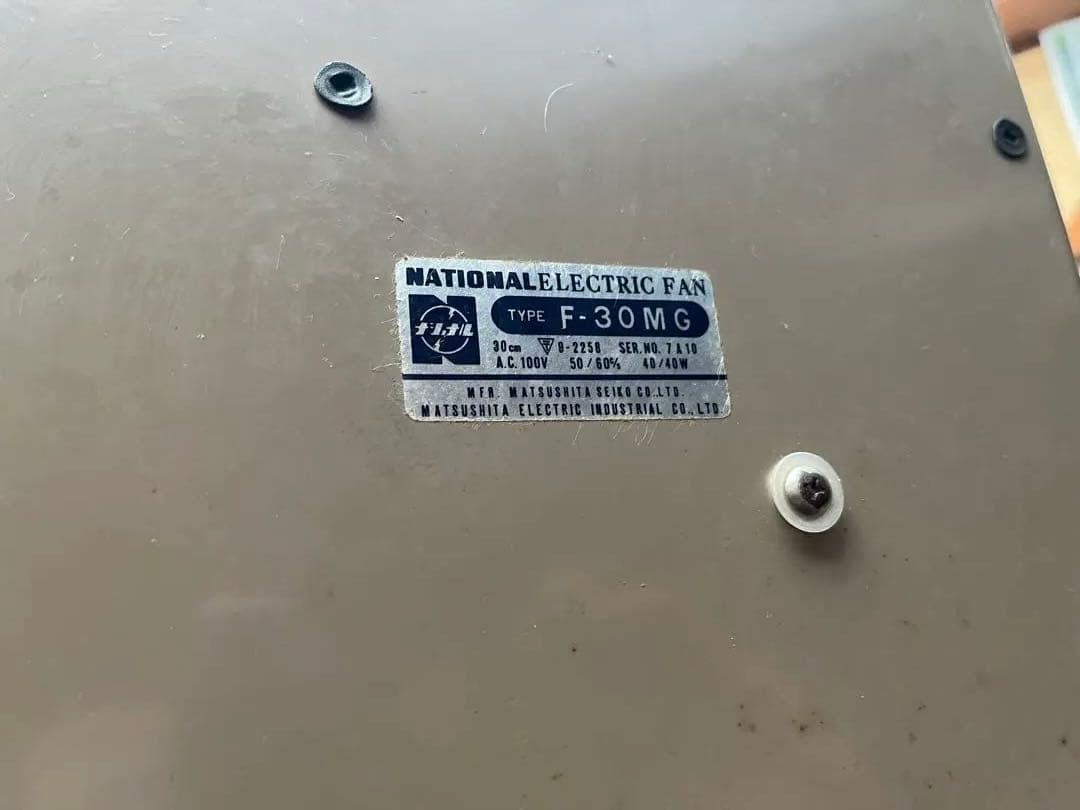 NATIONAL ELECTRIC FAN
ナショナル
TYPE F-30MG
30cm 〒 9-2258 SER.NO. 7A10
A.C. 100V 50/60% 40/40W
MFR. MATSUSHITA SEIKO CO.,LTD.
MATSUSHITA ELECTRIC INDUSTRIAL CO., LTD.